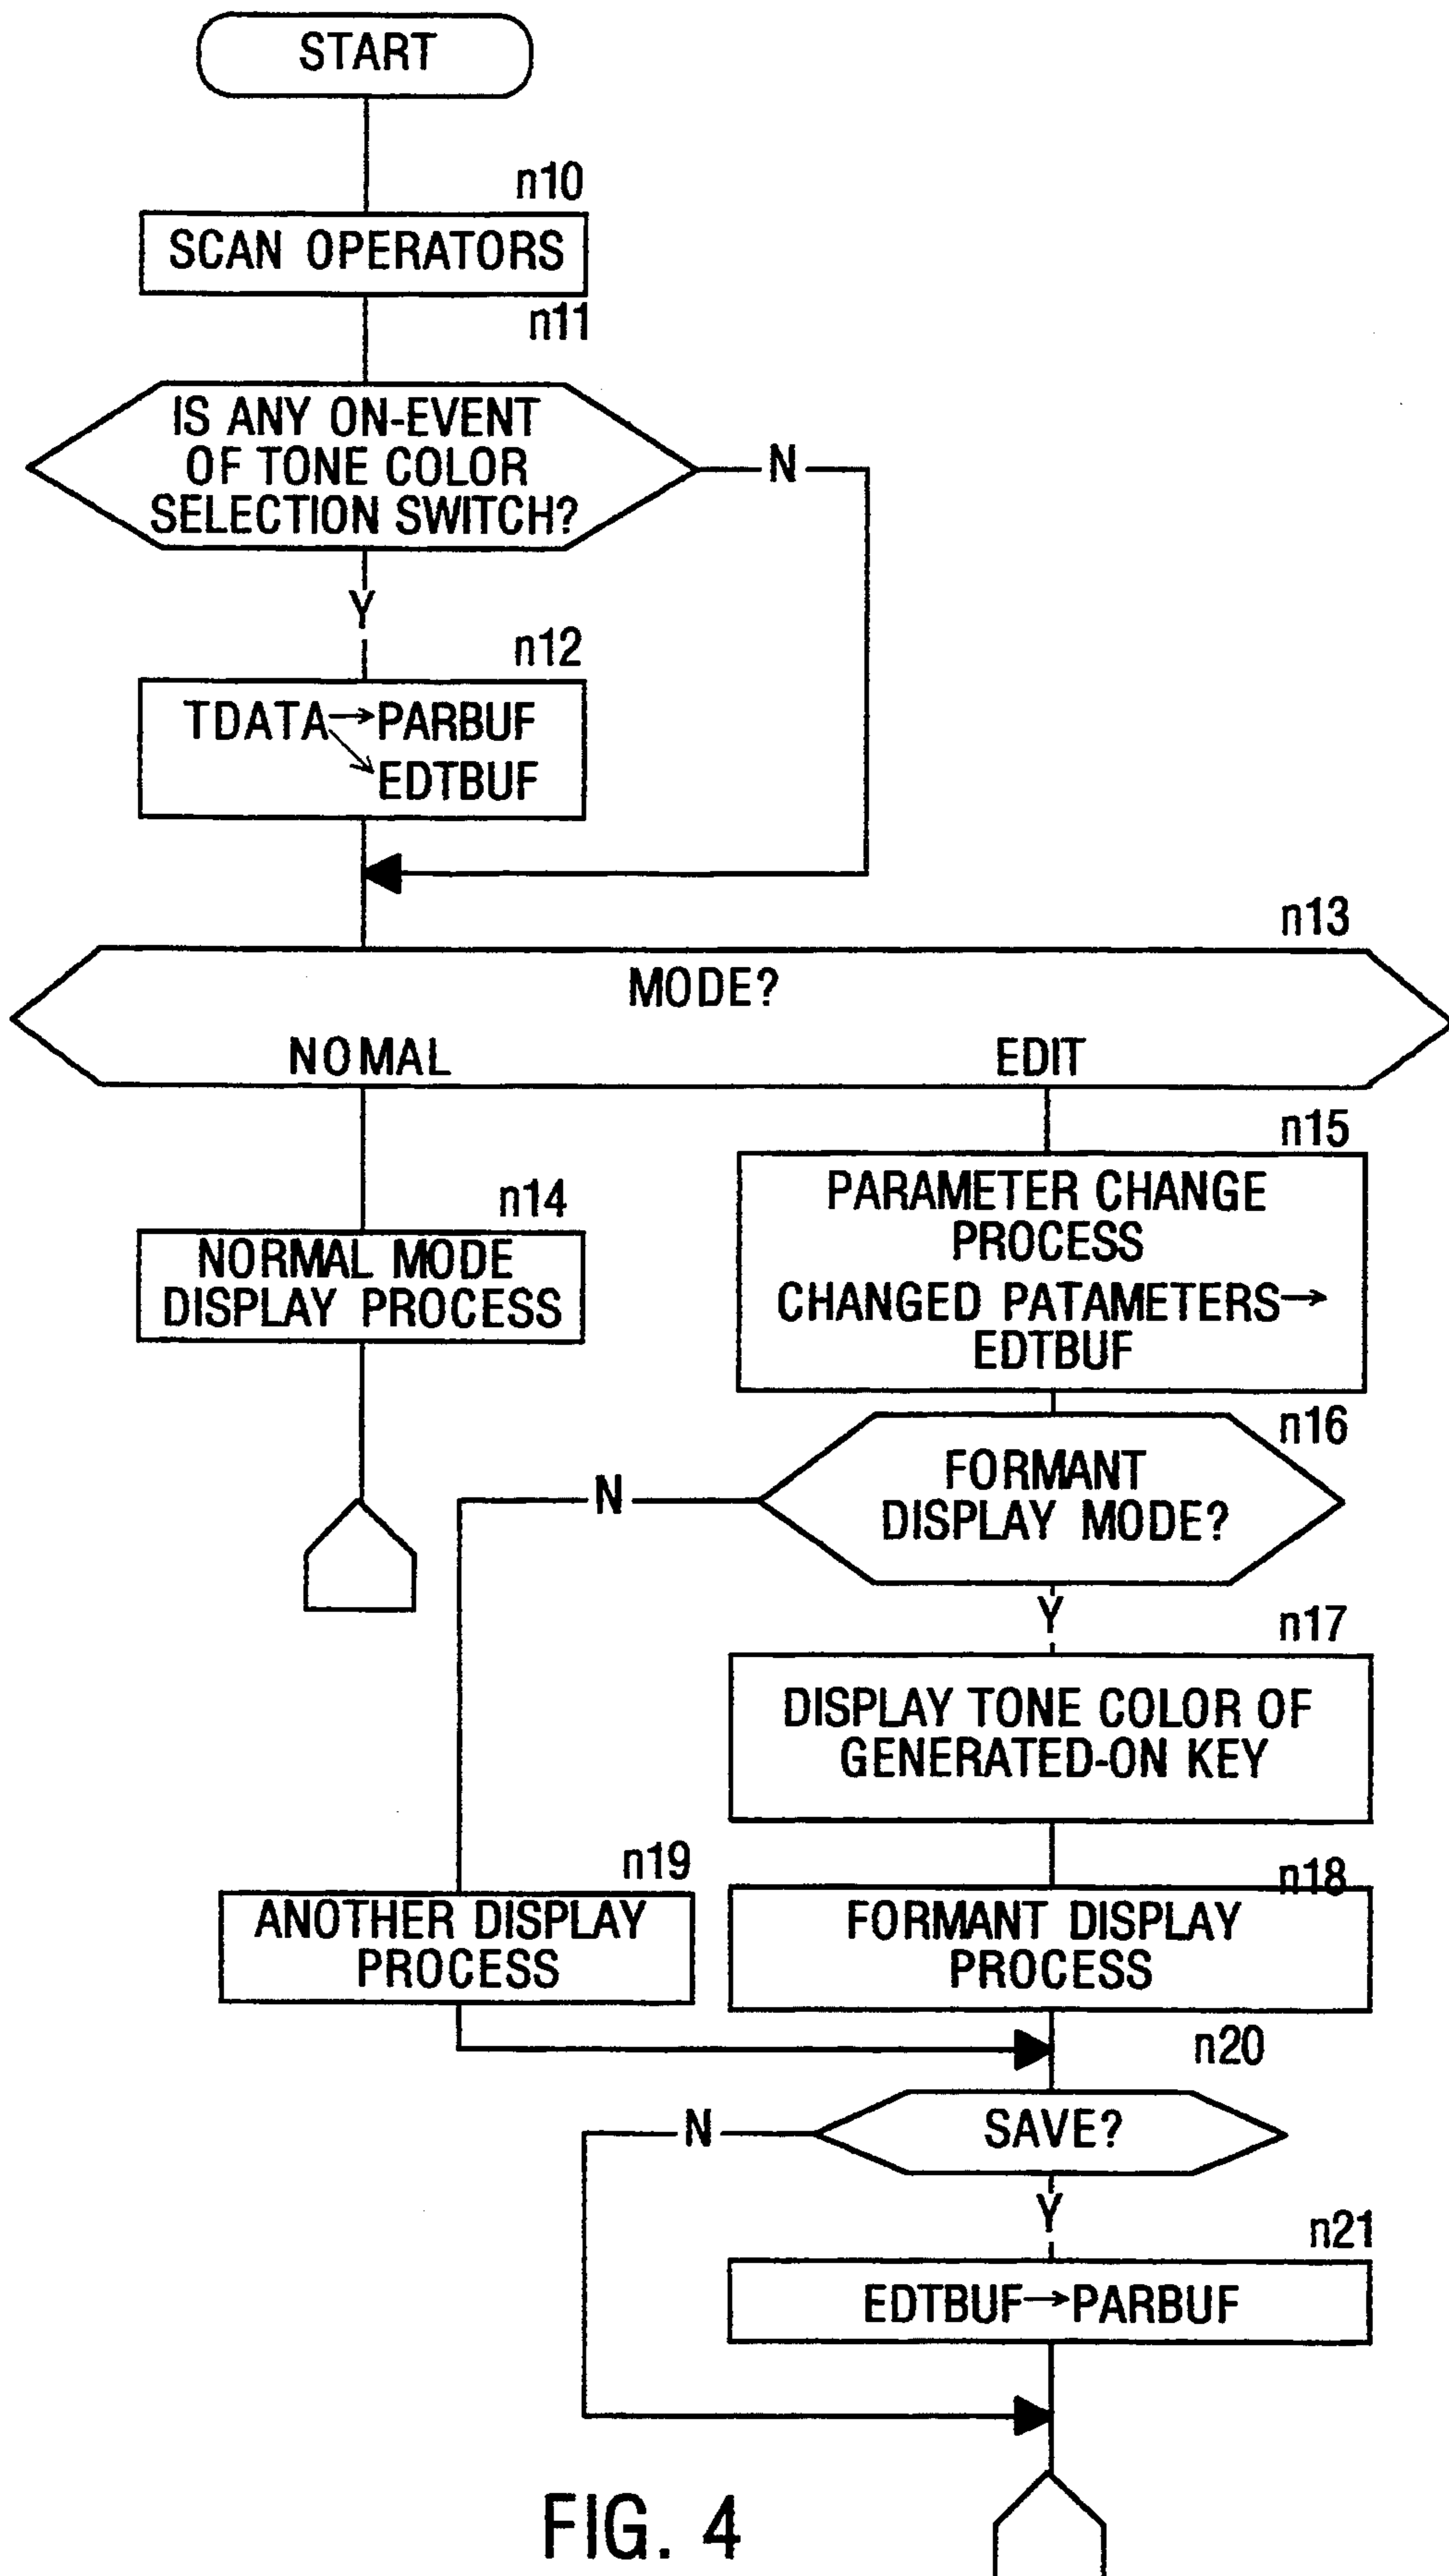 START
n10
SCAN OPERATORS
n11
IS ANY ON-EVENT
OF TONE COLOR
SELECTION SWITCH?
N
Y
n12
TDATA→PARBUF
EDTBUF
n13
MODE?
NOMAL EDIT
n15
PARAMETER CHANGE
PROCESS
CHANGED PATAMETERS→
EDTBUF
n14
NORMAL MODE
DISPLAY PROCESS
n16
FORMANT
DISPLAY MODE?
N
Y
n17
DISPLAY TONE COLOR OF
GENERATED-ON KEY
n19
ANOTHER DISPLAY
PROCESS
n18
FORMANT DISPLAY
PROCESS
n20
SAVE?
N
Y
n21
EDTBUF→PARBUF
FIG. 4